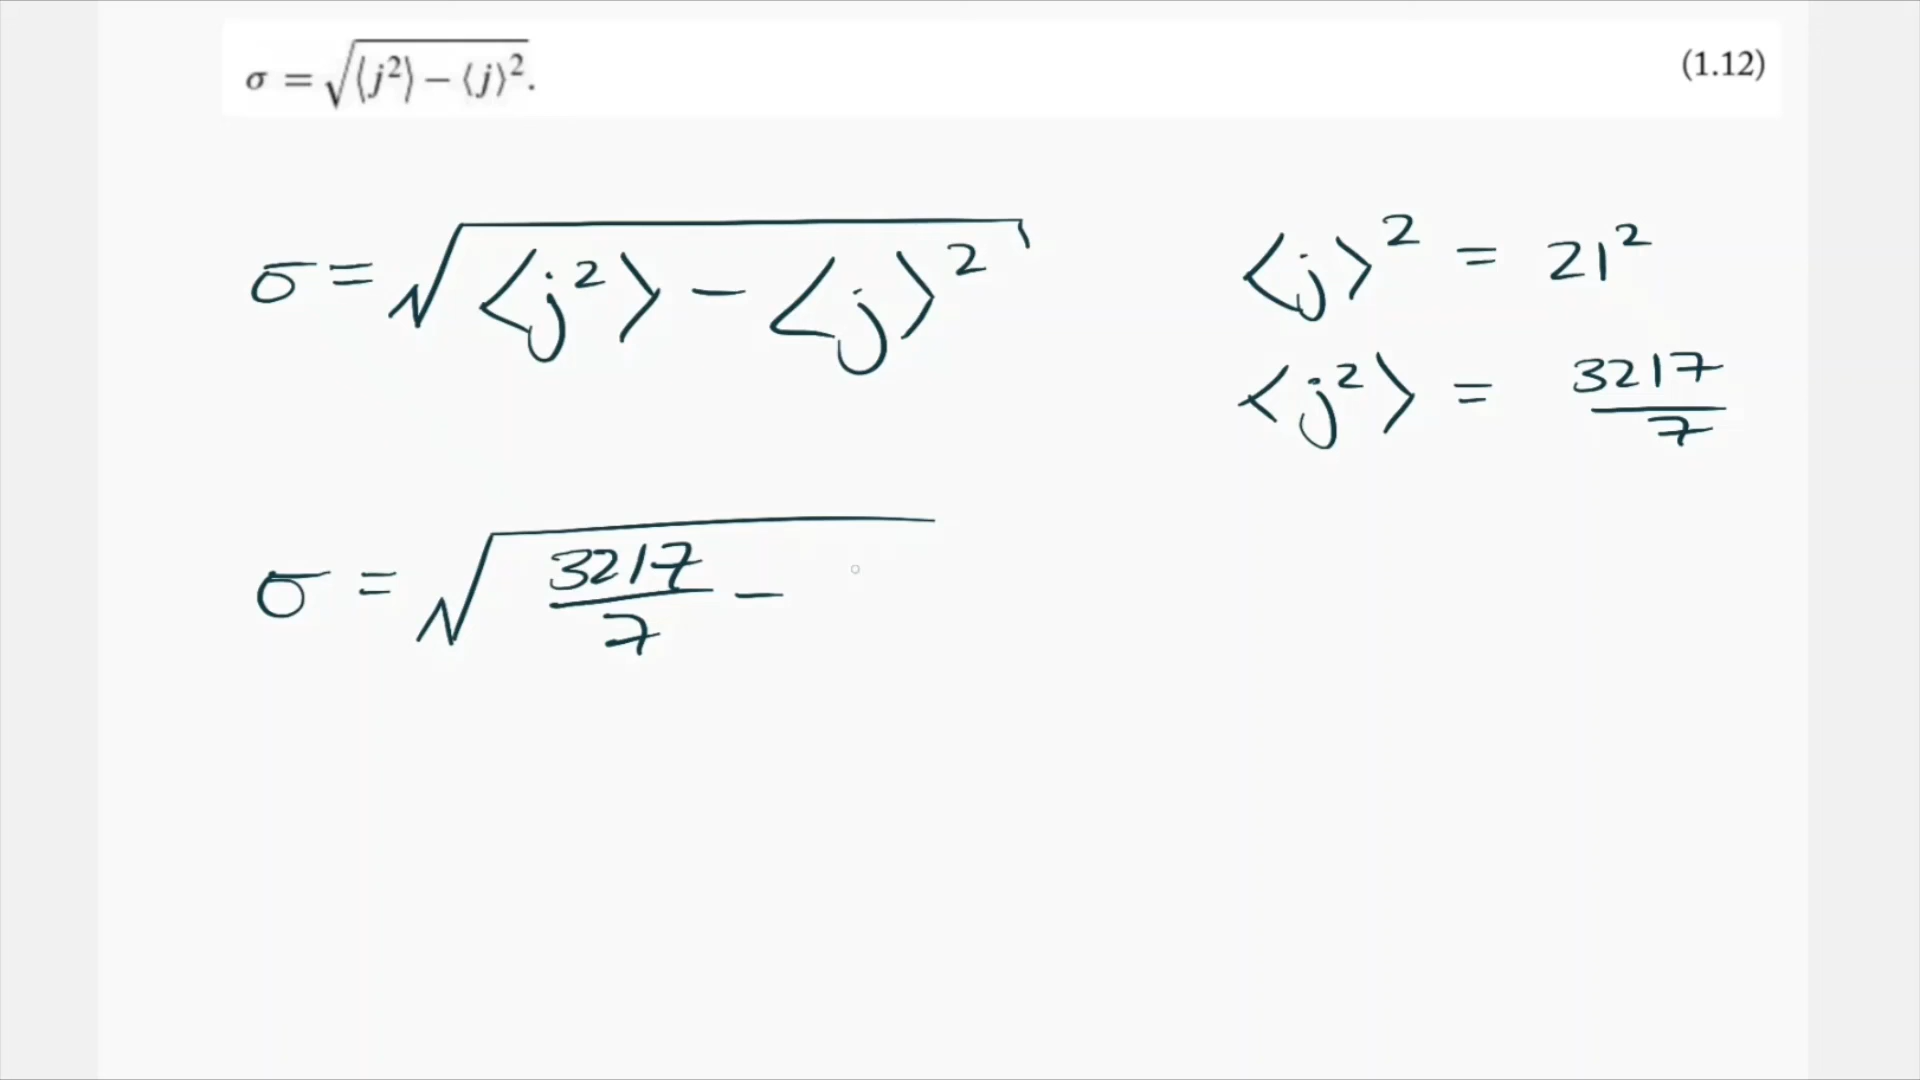 σ = √⟨j²⟩ − ⟨j⟩². (1.12)
σ = √⟨j²⟩ − ⟨j⟩²
⟨j⟩² = 21²
⟨j²⟩ = 3217/7
σ = √3217/7 −